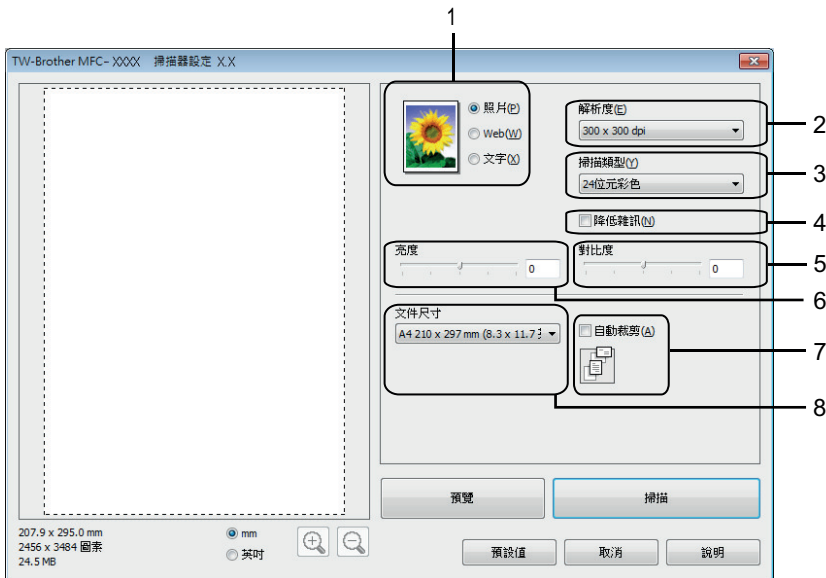 1
TW-Brother MFC- XXXX 掃描器設定 X.X
照片(P)
Web(W)
文字(X)
解析度(E)
300 x 300 dpi
2
掃描類型(Y)
24位元彩色
3
降低雜訊(N)
4
亮度
0
對比度
0
5
6
文件尺寸
A4 210 x 297 mm (8.3 x 11.7
自動裁剪(A)
7
8
預覽
掃描
207.9 x 295.0 mm
2456 x 3484 圖素
24.5 MB
mm
英吋
預設值
取消
說明